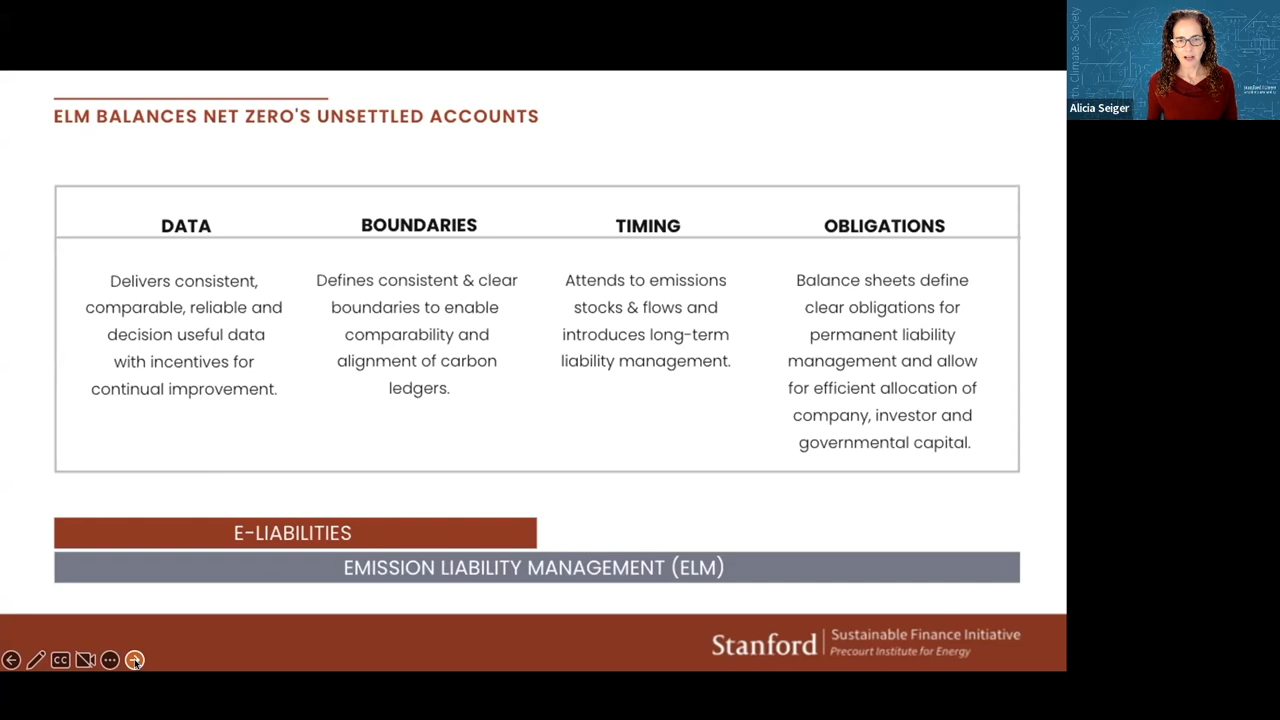 Alicia Seiger
ELM BALANCES NET ZERO'S UNSETTLED ACCOUNTS
DATA
Delivers consistent,
comparable, reliable and
decision useful data
with incentives for
continual improvement.
BOUNDARIES
Defines consistent & clear
boundaries to enable
comparability and
alignment of carbon
ledgers.
TIMING
Attends to emissions
stocks & flows and
introduces long-term
liability management.
OBLIGATIONS
Balance sheets define
clear obligations for
permanent liability
management and allow
for efficient allocation of
company, investor and
governmental capital.
E-LIABILITIES
EMISSION LIABILITY MANAGEMENT (ELM)
Stanford
Sustainable Finance Initiative
Precourt Institute for Energy
CC